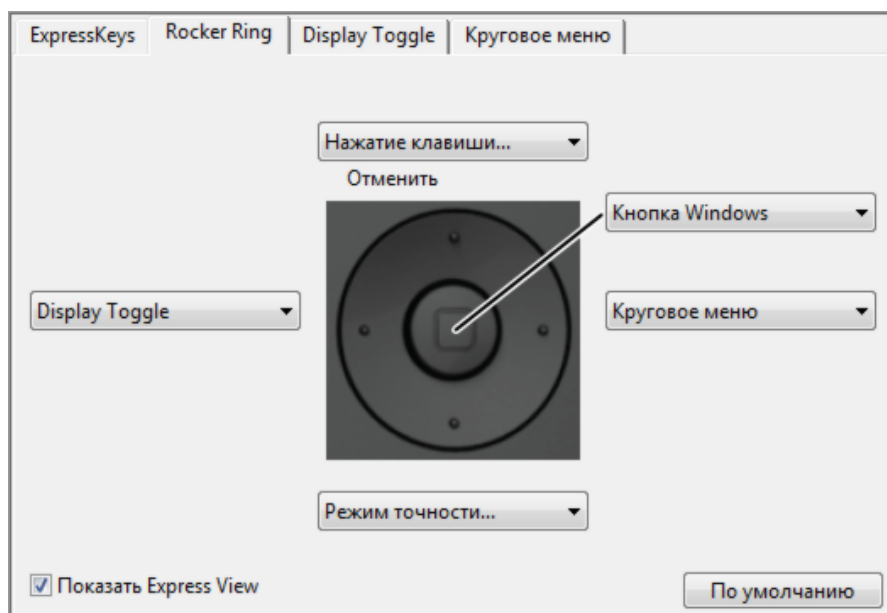 ExpressKeys
Rocker Ring
Display Toggle
Круговое меню
Нажатие клавиши...
Отменить
Кнопка Windows
Display Toggle
Круговое меню
Режим точности...
Показать Express View
По умолчанию